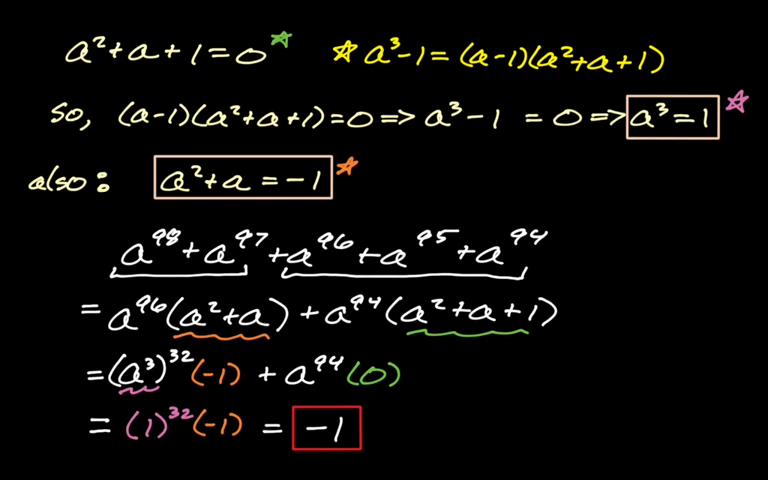 a²+a+1=0☆ ☆a³-1=(a-1)(a²+a+1)
so, (a-1)(a²+a+1)=0⇒a³-1=0⇒a³=1☆
also: a²+a=-1☆
a⁹⁸+a⁹⁷+a⁹⁶+a⁹⁵+a⁹⁴
=a⁹⁶(a²+a)+a⁹⁴(a²+a+1)
=(a³)³²(-1)+a⁹⁴(0)
=(1)³²(-1)=-1